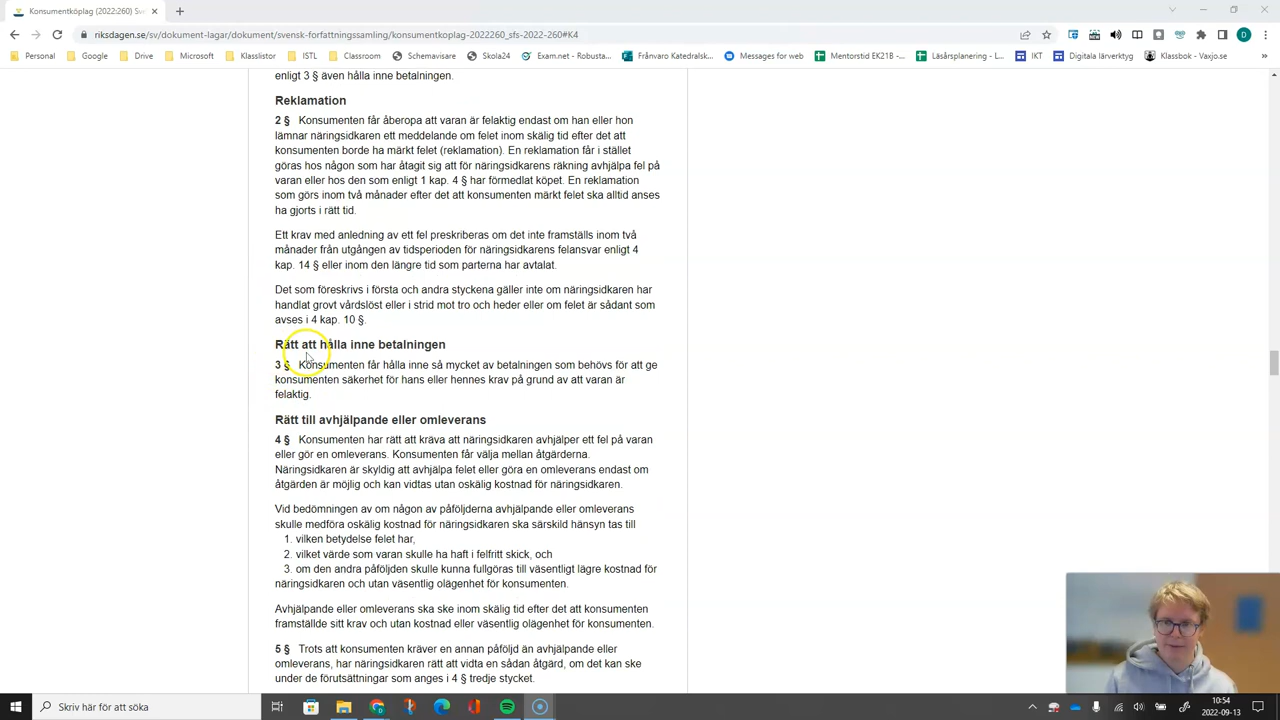 Konsumentköplag (2022:260) Sve
riksdagen.se/sv/dokument-lagar/dokument/svensk-forfattningssamling/konsumentkoplag-2022260_sfs-2022-260#K4
D
Personal
Google
Drive
Microsoft
Klasslistor
ISTL
Classroom
Schemavisare
Skola24
Exam.net - Robusta...
Frånvaro Katedralsk...
Messages for web
Mentorstid EK21B -...
Läsårsplanering - L...
IKT
Digitala lärverktyg
Klassbok - Vaxjo.se
»
enligt 3 § även hålla inne betalningen.
Reklamation
2 § Konsumenten får åberopa att varan är felaktig endast om han eller hon
lämnar näringsidkaren ett meddelande om felet inom skälig tid efter det att
konsumenten borde ha märkt felet (reklamation). En reklamation får i stället
göras hos någon som har åtagit sig att för näringsidkarens räkning avhjälpa fel på
varan eller hos den som enligt 1 kap. 4 § har förmedlat köpet. En reklamation
som görs inom två månader efter det att konsumenten märkt felet ska alltid anses
ha gjorts i rätt tid.
Ett krav med anledning av ett fel preskriberas om det inte framställs inom två
månader från utgången av tidsperioden för näringsidkarens felansvar enligt 4
kap. 14 § eller inom den längre tid som parterna har avtalat.
Det som föreskrivs i första och andra styckena gäller inte om näringsidkaren har
handlat grovt vårdslöst eller i strid mot tro och heder eller om felet är sådant som
avses i 4 kap. 10 §.
Rätt att hålla inne betalningen
3 § Konsumenten får hålla inne så mycket av betalningen som behövs för att ge
konsumenten säkerhet för hans eller hennes krav på grund av att varan är
felaktig.
Rätt till avhjälpande eller omleverans
4 § Konsumenten har rätt att kräva att näringsidkaren avhjälper ett fel på varan
eller gör en omleverans. Konsumenten får välja mellan åtgärderna.
Näringsidkaren är skyldig att avhjälpa felet eller göra en omleverans endast om
åtgärden är möjlig och kan vidtas utan oskälig kostnad för näringsidkaren.
Vid bedömningen av om någon av påföljderna avhjälpande eller omleverans
skulle medföra oskälig kostnad för näringsidkaren ska särskild hänsyn tas till
1. vilken betydelse felet har,
2. vilket värde som varan skulle ha haft i felfritt skick, och
3. om den andra påföljden skulle kunna fullgöras till väsentligt lägre kostnad för
näringsidkaren och utan väsentlig olägenhet för konsumenten.
Avhjälpande eller omleverans ska ske inom skälig tid efter det att konsumenten
framställde sitt krav och utan kostnad eller väsentlig olägenhet för konsumenten.
5 § Trots att konsumenten kräver en annan påföljd än avhjälpande eller
omleverans, har näringsidkaren rätt att vidta en sådan åtgärd, om det kan ske
under de förutsättningar som anges i 4 § tredje stycket.
Skriv här för att söka
10:54
2022-09-13